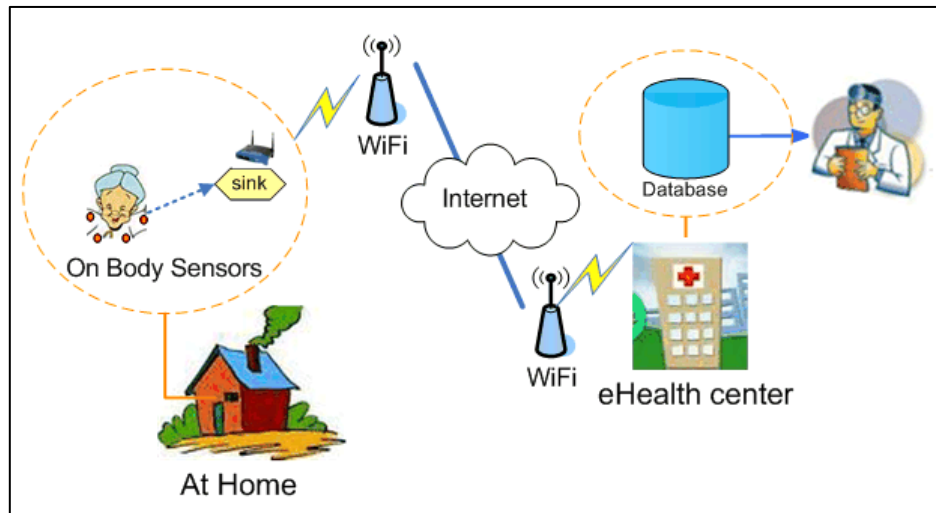 WiFi
sink
On Body Sensors
At Home
Internet
WiFi
Database
eHealth center